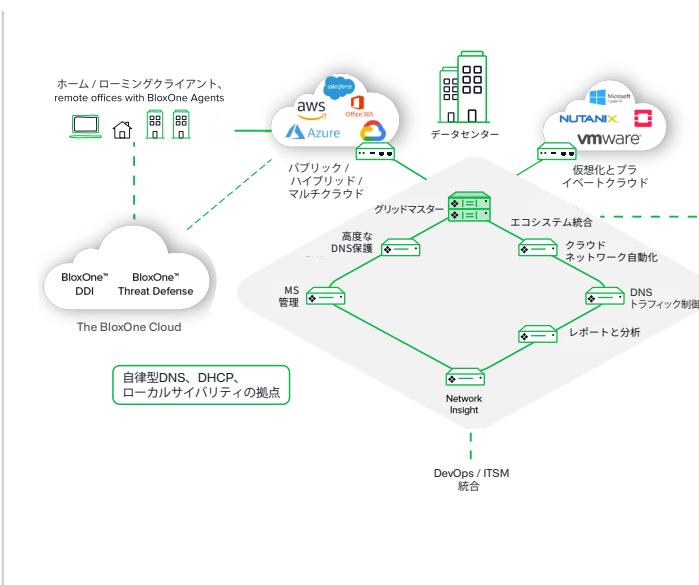 ホーム / ローミングクライアント、
remote offices with BloxOne Agents
salesforce
aws
Office 365
Azure
データセンター
Microsoft
Hyper-V
NUTANIX
vmware
パブリック /
ハイブリッド /
マルチクラウド
仮想化とプラ
イベートクラウド
グリッドマスター
エコシステム統合
高度な
DNS保護
クラウド
ネットワーク自動化
BloxOne™
DDI
BloxOne™
Threat Defense
The BloxOne Cloud
MS
管理
DNS
トラフィック制御
レポートと分析
自律型DNS、DHCP、
ローカルサイバリティの拠点
Network
Insight
DevOps / ITSM
統合